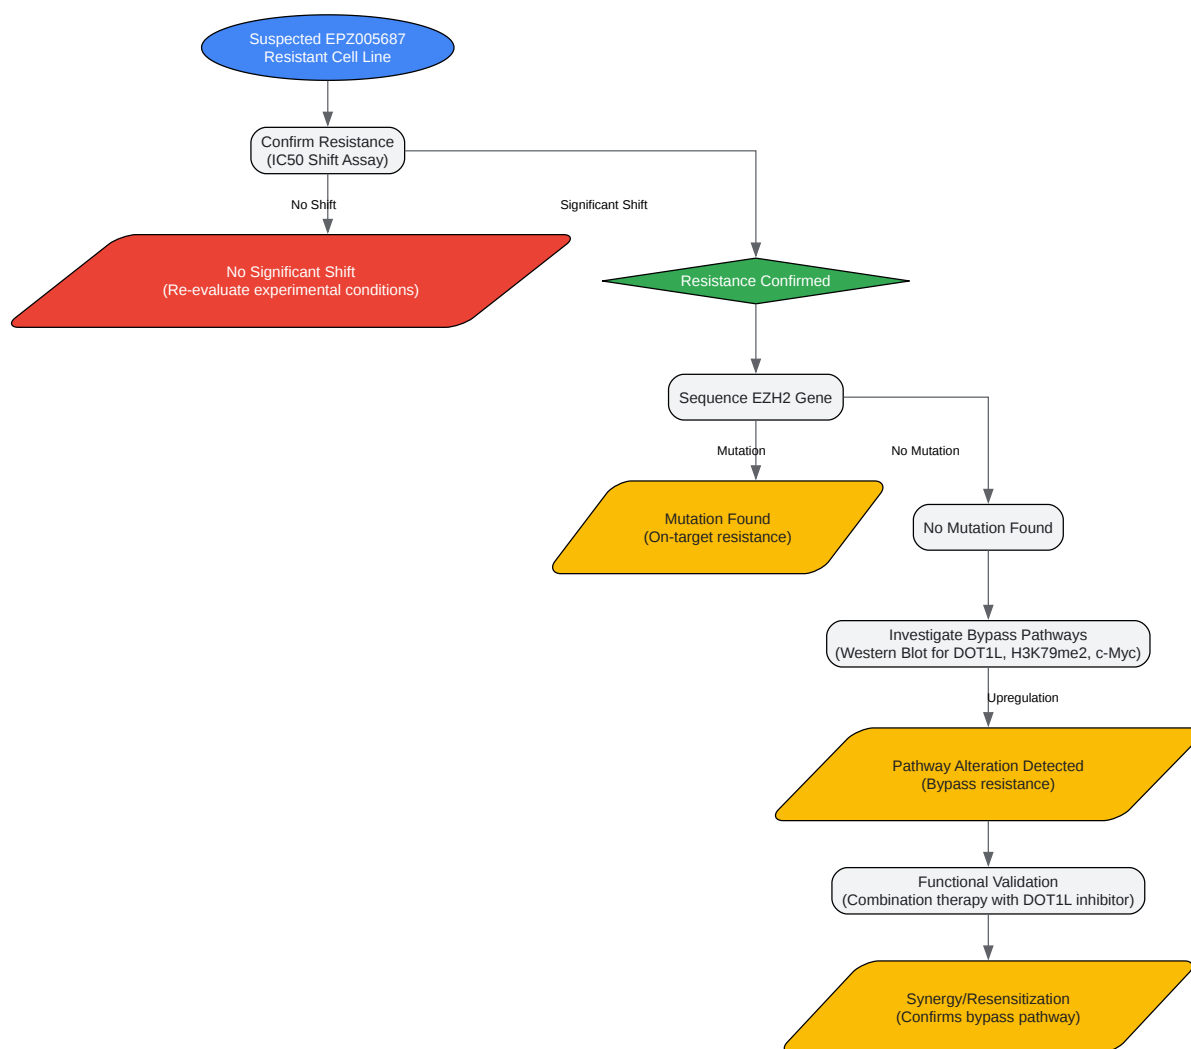 Suspected EPZ005687
Resistant Cell Line
Confirm Resistance
(IC50 Shift Assay)
No Shift
Significant Shift
No Significant Shift
(Re-evaluate experimental conditions)
Resistance Confirmed
Sequence EZH2 Gene
Mutation
No Mutation
Mutation Found
(On-target resistance)
No Mutation Found
Investigate Bypass Pathways
(Western Blot for DOT1L, H3K79me2, c-Myc)
Upregulation
Pathway Alteration Detected
(Bypass resistance)
Functional Validation
(Combination therapy with DOT1L inhibitor)
Synergy/Resensitization
(Confirms bypass pathway)